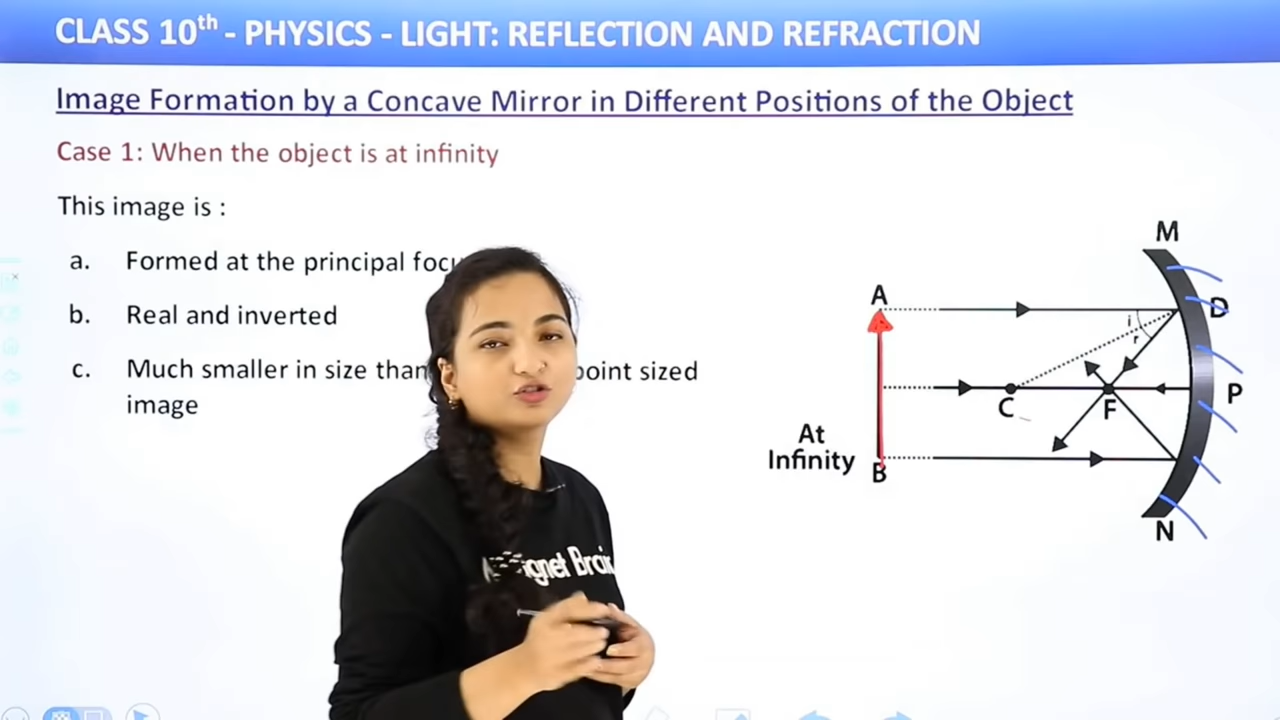 CLASS 10th - PHYSICS - LIGHT: REFLECTION AND REFRACTION
Image Formation by a Concave Mirror in Different Positions of the Object
Case 1: When the object is at infinity
This image is :
a. Formed at the principal
b. Real and inverted
c. Much smaller in size than point sized
image
M
A
D
i
r
C
F
P
At
Infinity
B
N